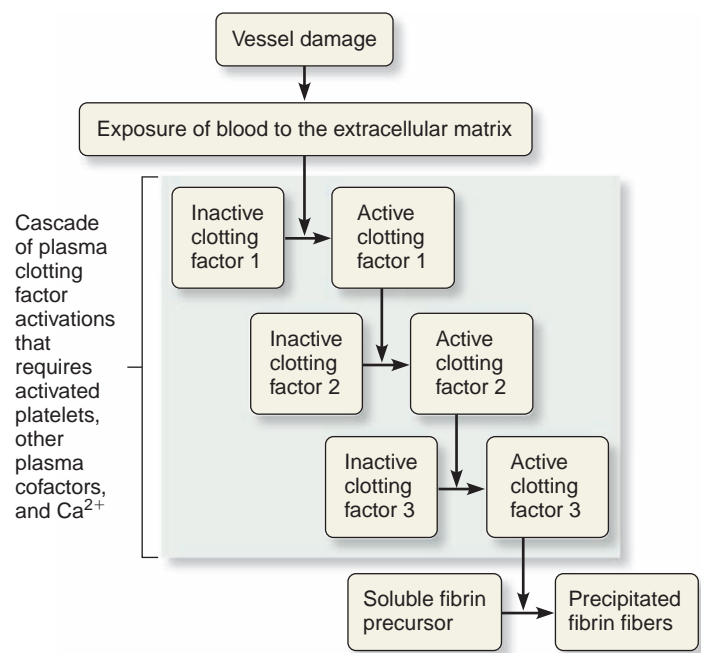 Vessel damage
Exposure of blood to the extracellular matrix
Cascade
of plasma
clotting
factor
activations
that
requires
activated
platelets,
other
plasma
cofactors,
and Ca²⁺
Inactive
clotting
factor 1
Active
clotting
factor 1
Inactive
clotting
factor 2
Active
clotting
factor 2
Inactive
clotting
factor 3
Active
clotting
factor 3
Soluble fibrin
precursor
Precipitated
fibrin fibers